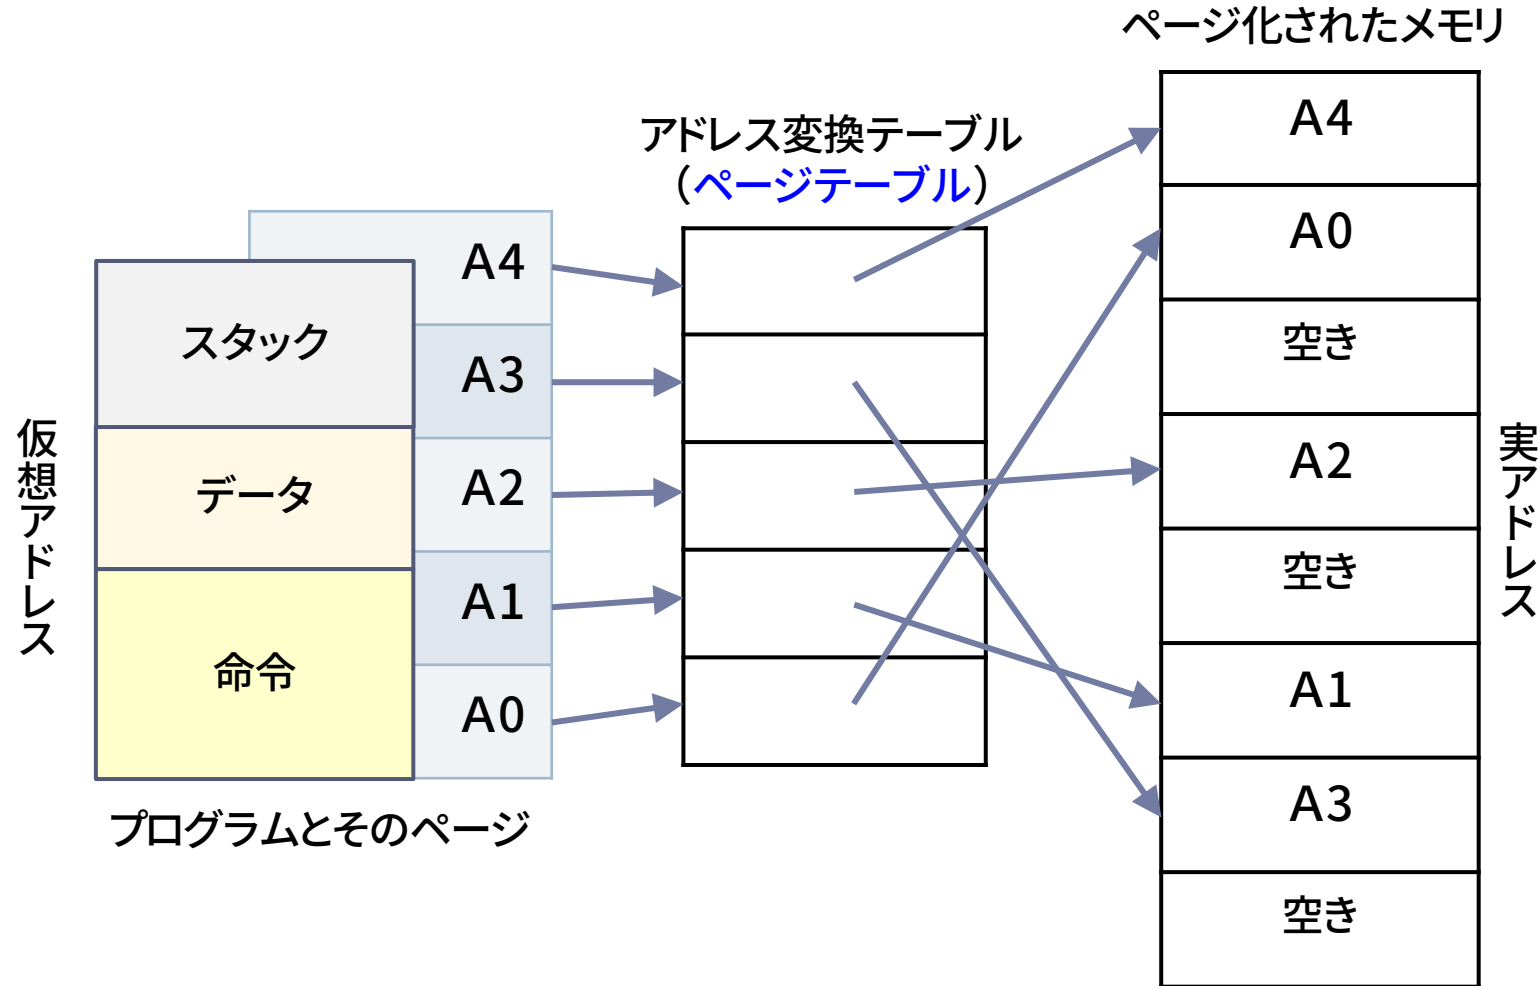 ページ化されたメモリ
アドレス変換テーブル
（ページテーブル）
仮想アドレス
スタック
データ
命令
A4
A3
A2
A1
A0
プログラムとそのページ
A4
A0
空き
A2
空き
A1
A3
空き
実アドレス